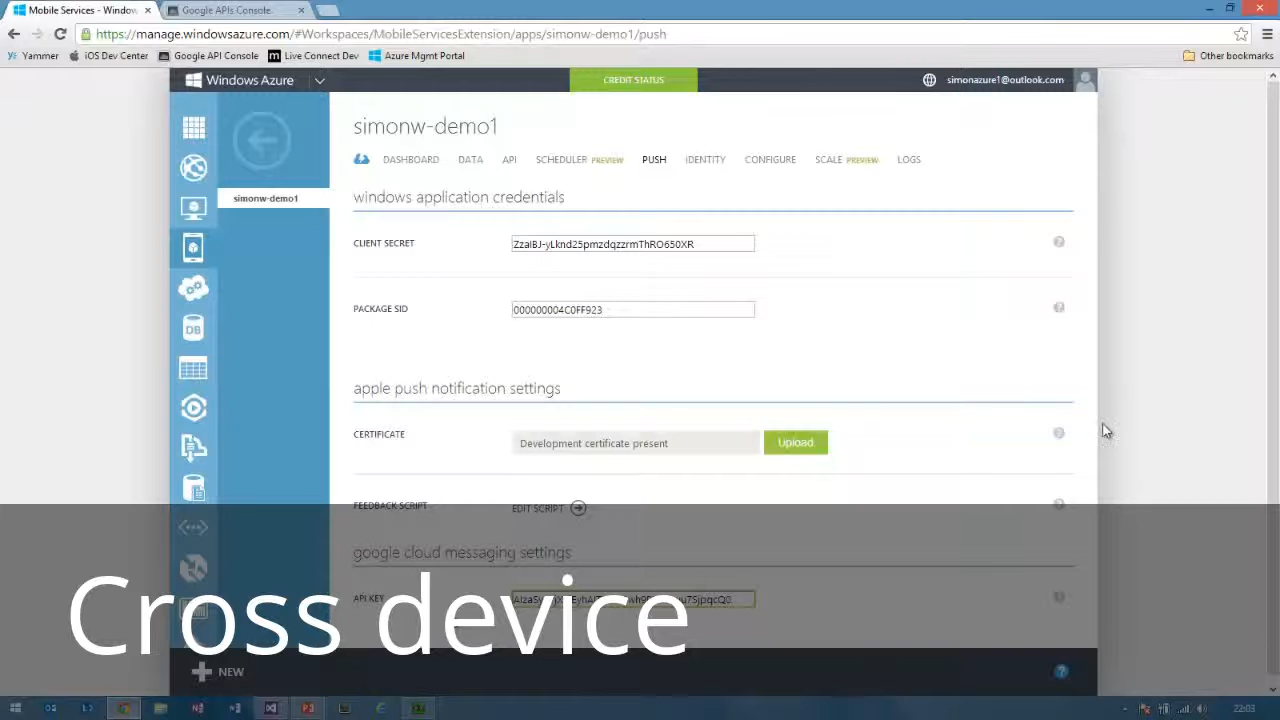 Mobile Services - Window
Google APIs Console
https://manage.windowsazure.com/#Workspaces/MobileServicesExtension/apps/simonw-demo1/push
Yammer
iOS Dev Center
Google API Console
Live Connect Dev
Azure Mgmt Portal
Other bookmarks
Windows Azure
CREDIT STATUS
simonazure1@outlook.com
simonw-demo1
DASHBOARD DATA API SCHEDULER PREVIEW PUSH IDENTITY CONFIGURE SCALE PREVIEW LOGS
simonw-demo1
windows application credentials
CLIENT SECRET
PACKAGE SID 000000004C0FF923
apple push notification settings
CERTIFICATE Development certificate present Upload
FEEDBACK SCRIPT EDIT SCRIPT
google cloud messaging settings
API KEY
Cross device
NEW
22:03